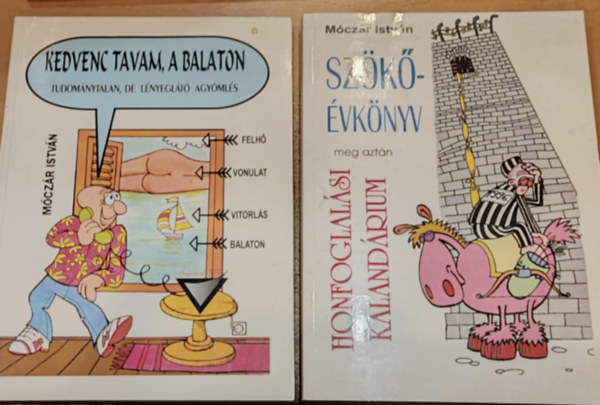 KEDVENC TAVAM, A BALATON
TUDOMÁNYTALAN, DE LÉNYEGLÁTÓ AGYÖMLÉS
MÓCZÁR ISTVÁN
FELHŐ
VONULAT
VITORLÁS
BALATON
Móczár István
SZÖKŐ-
ÉVKÖNYV
meg aztán
HONFOGLALÁSI
KALANDÁRIUM